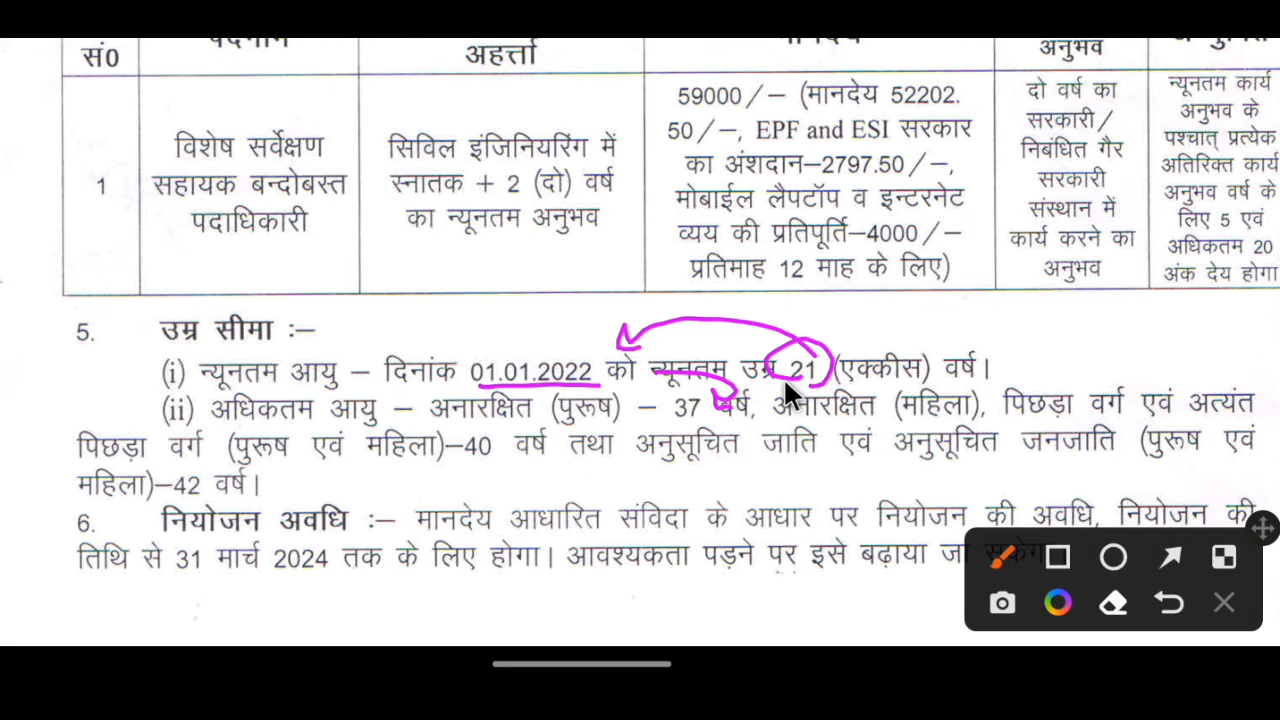 सं0
अहर्त्ता
अनुभव
1
विशेष सर्वेक्षण
सहायक बन्दोबस्त
पदाधिकारी
सिविल इंजिनियरिंग में
स्नातक + 2 (दो) वर्ष
का न्यूनतम अनुभव
59000/– (मानदेय 52202.
50/–, EPF and ESI सरकार
का अंशदान–2797.50/–,
मोबाईल लैपटॉप व इन्टरनेट
व्यय की प्रतिपूर्ति–4000/–
प्रतिमाह 12 माह के लिए)
दो वर्ष का
सरकारी/
निबंधित गैर
सरकारी
संस्थान में
कार्य करने का
अनुभव
न्यूनतम कार्य
अनुभव के
पश्चात् प्रत्येक
अतिरिक्त कार्य
अनुभव वर्ष के
लिए 5 एवं
अधिकतम 20
अंक देय होगा
5. उम्र सीमा :–
(i) न्यूनतम आयु – दिनांक 01.01.2022 को न्यूनतम उम्र 21 (एक्कीस) वर्ष।
(ii) अधिकतम आयु – अनारक्षित (पुरूष) – 37 वर्ष, अनारक्षित (महिला), पिछड़ा वर्ग एवं अत्यंत
पिछड़ा वर्ग (पुरूष एवं महिला)–40 वर्ष तथा अनुसूचित जाति एवं अनुसूचित जनजाति (पुरूष एवं
महिला)–42 वर्ष।
6. नियोजन अवधि :– मानदेय आधारित संविदा के आधार पर नियोजन की अवधि, नियोजन की
तिथि से 31 मार्च 2024 तक के लिए होगा। आवश्यकता पड़ने पर इसे बढ़ाया जा